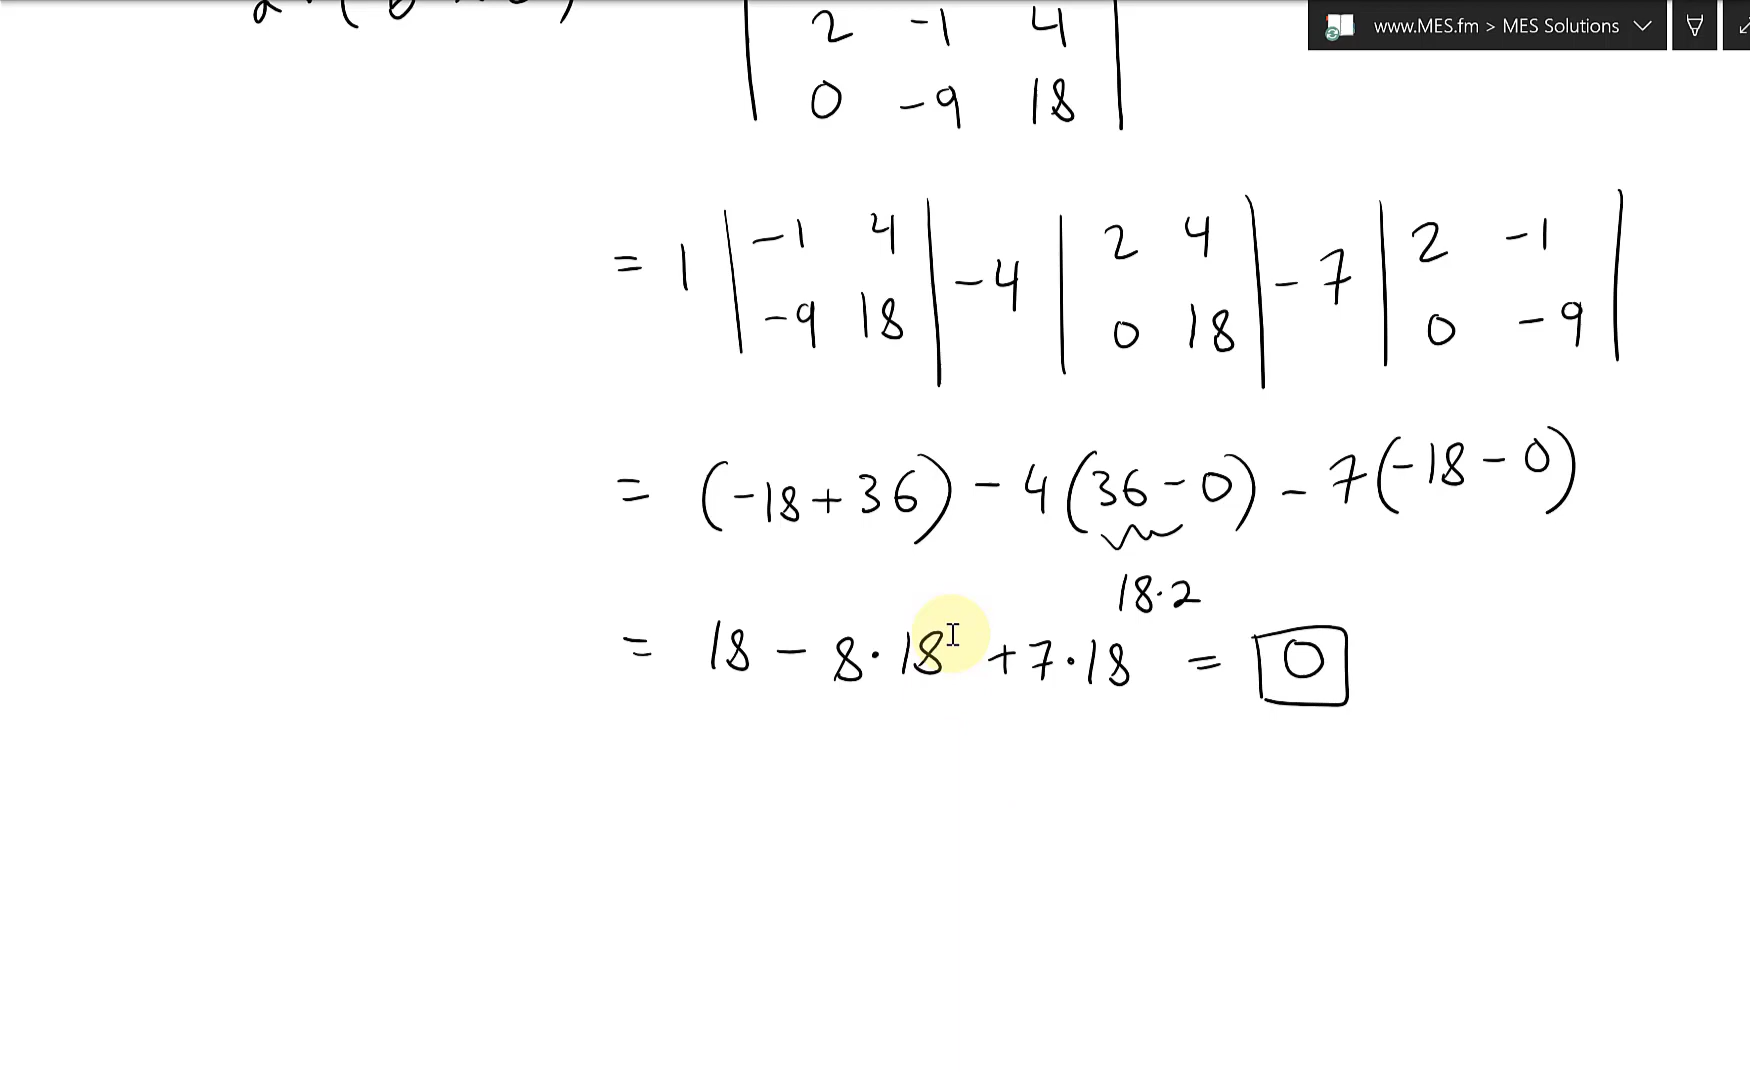 www.MES.fm > MES Solutions
2 -1 4
0 -9 18
= 1 | -1 4 | - 4 | 2 4 | - 7 | 2 -1 |
| -9 18 | | 0 18 | | 0 -9 |
= (-18 + 36) - 4(36 - 0) - 7(-18 - 0)
18·2
= 18 - 8·18 + 7·18 = 0